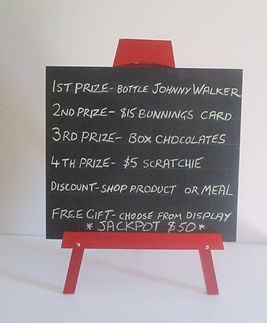 1ST PRIZE- BOTTLE JOHNNY WALKER
2ND PRIZE- $15 BUNNINGS CARD
3RD PRIZE- BOX CHOCOLATES
4TH PRIZE- $5 SCRATCHIE
DISCOUNT-SHOP PRODUCT OR MEAL
FREE GIFT- CHOOSE FROM DISPLAY
* JACKPOT $50 *